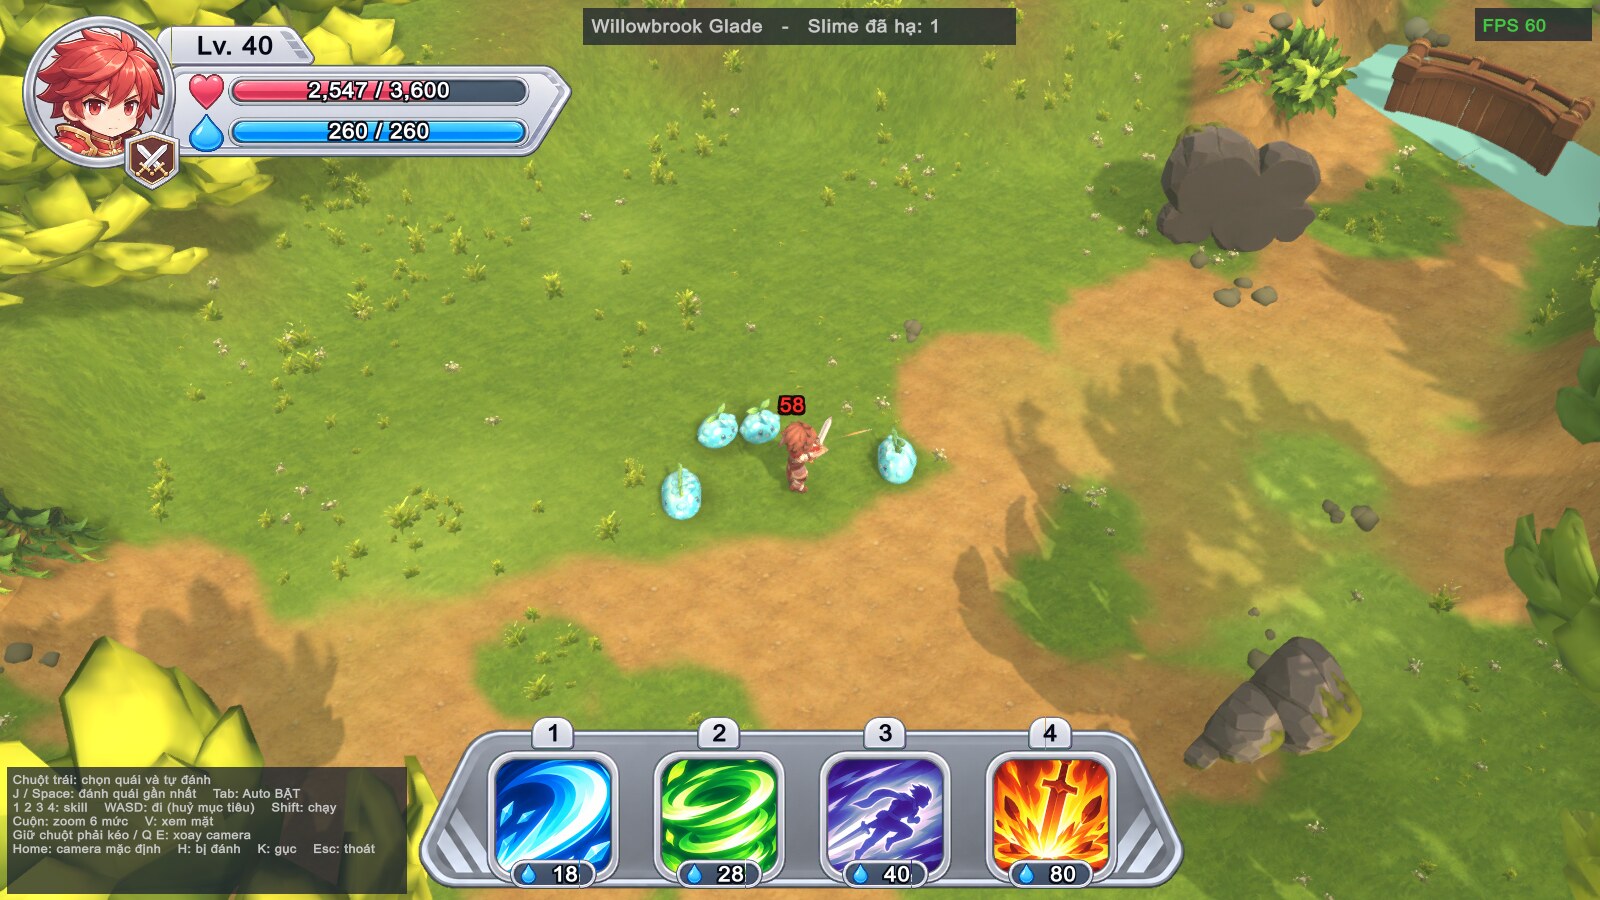 Willowbrook Glade - Slime đã hạ: 1
FPS 60
Lv. 40
2,547 / 3,600
260 / 260
58
1 2 3 4
18 28 40 80
Chuột trái: chọn quái và tự đánh
J / Space: đánh quái gần nhất Tab: Auto BẬT
1 2 3 4: skill WASD: đi (huỷ mục tiêu) Shift: chạy
Cuộn: zoom 6 mức V: xem mặt
Giữ chuột phải kéo / Q E: xoay camera
Home: camera mặc định H: bị đánh K: gục Esc: thoát